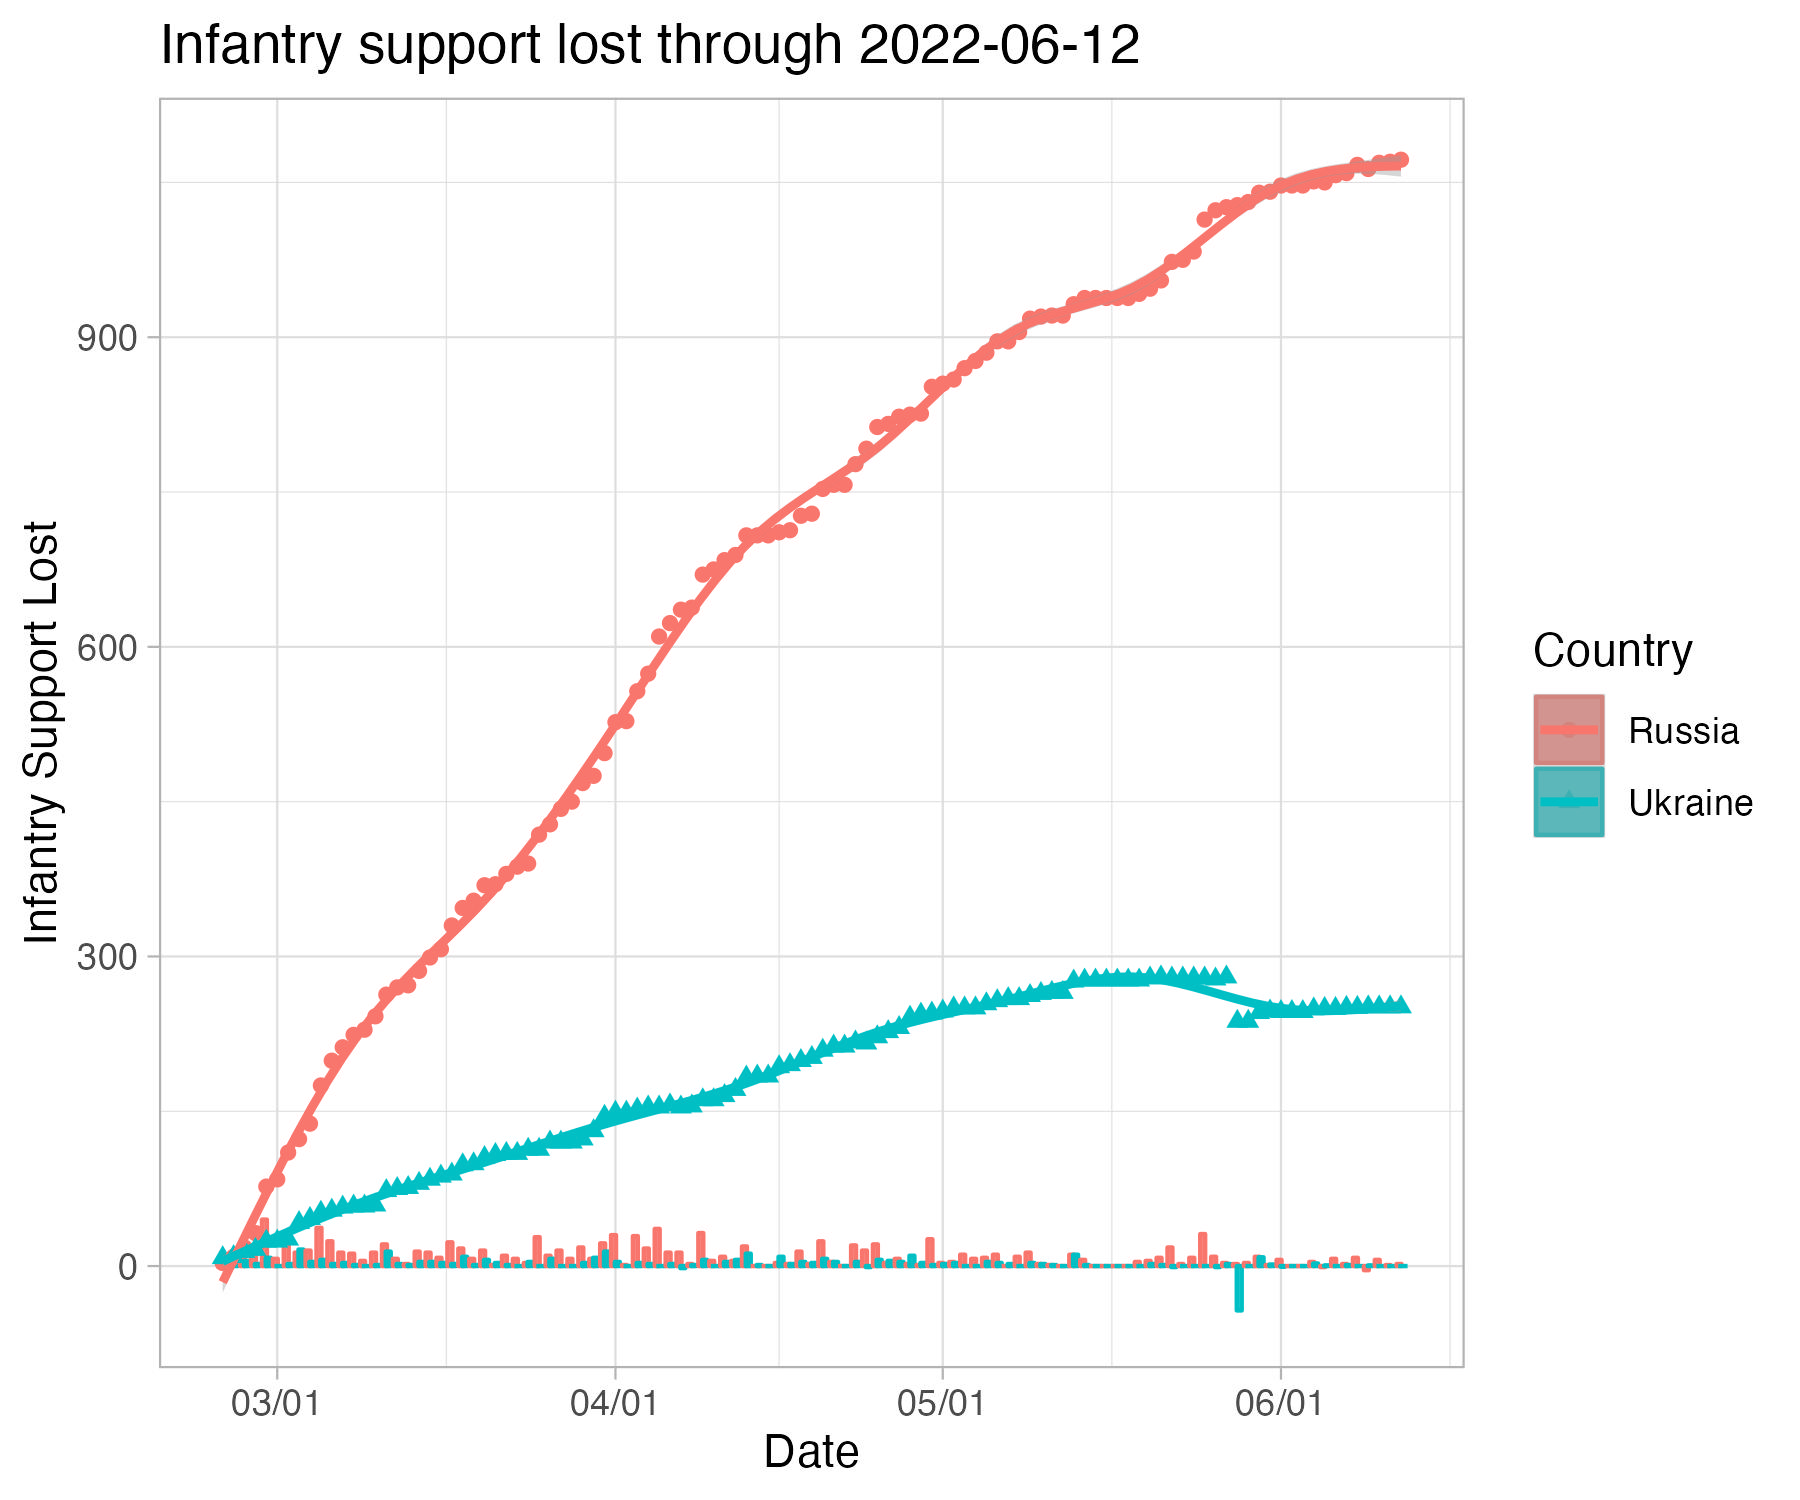 Infantry support lost through 2022-06-12
Infantry Support Lost
900
600
300
0
03/01
04/01
05/01
06/01
Date
Country
Russia
Ukraine